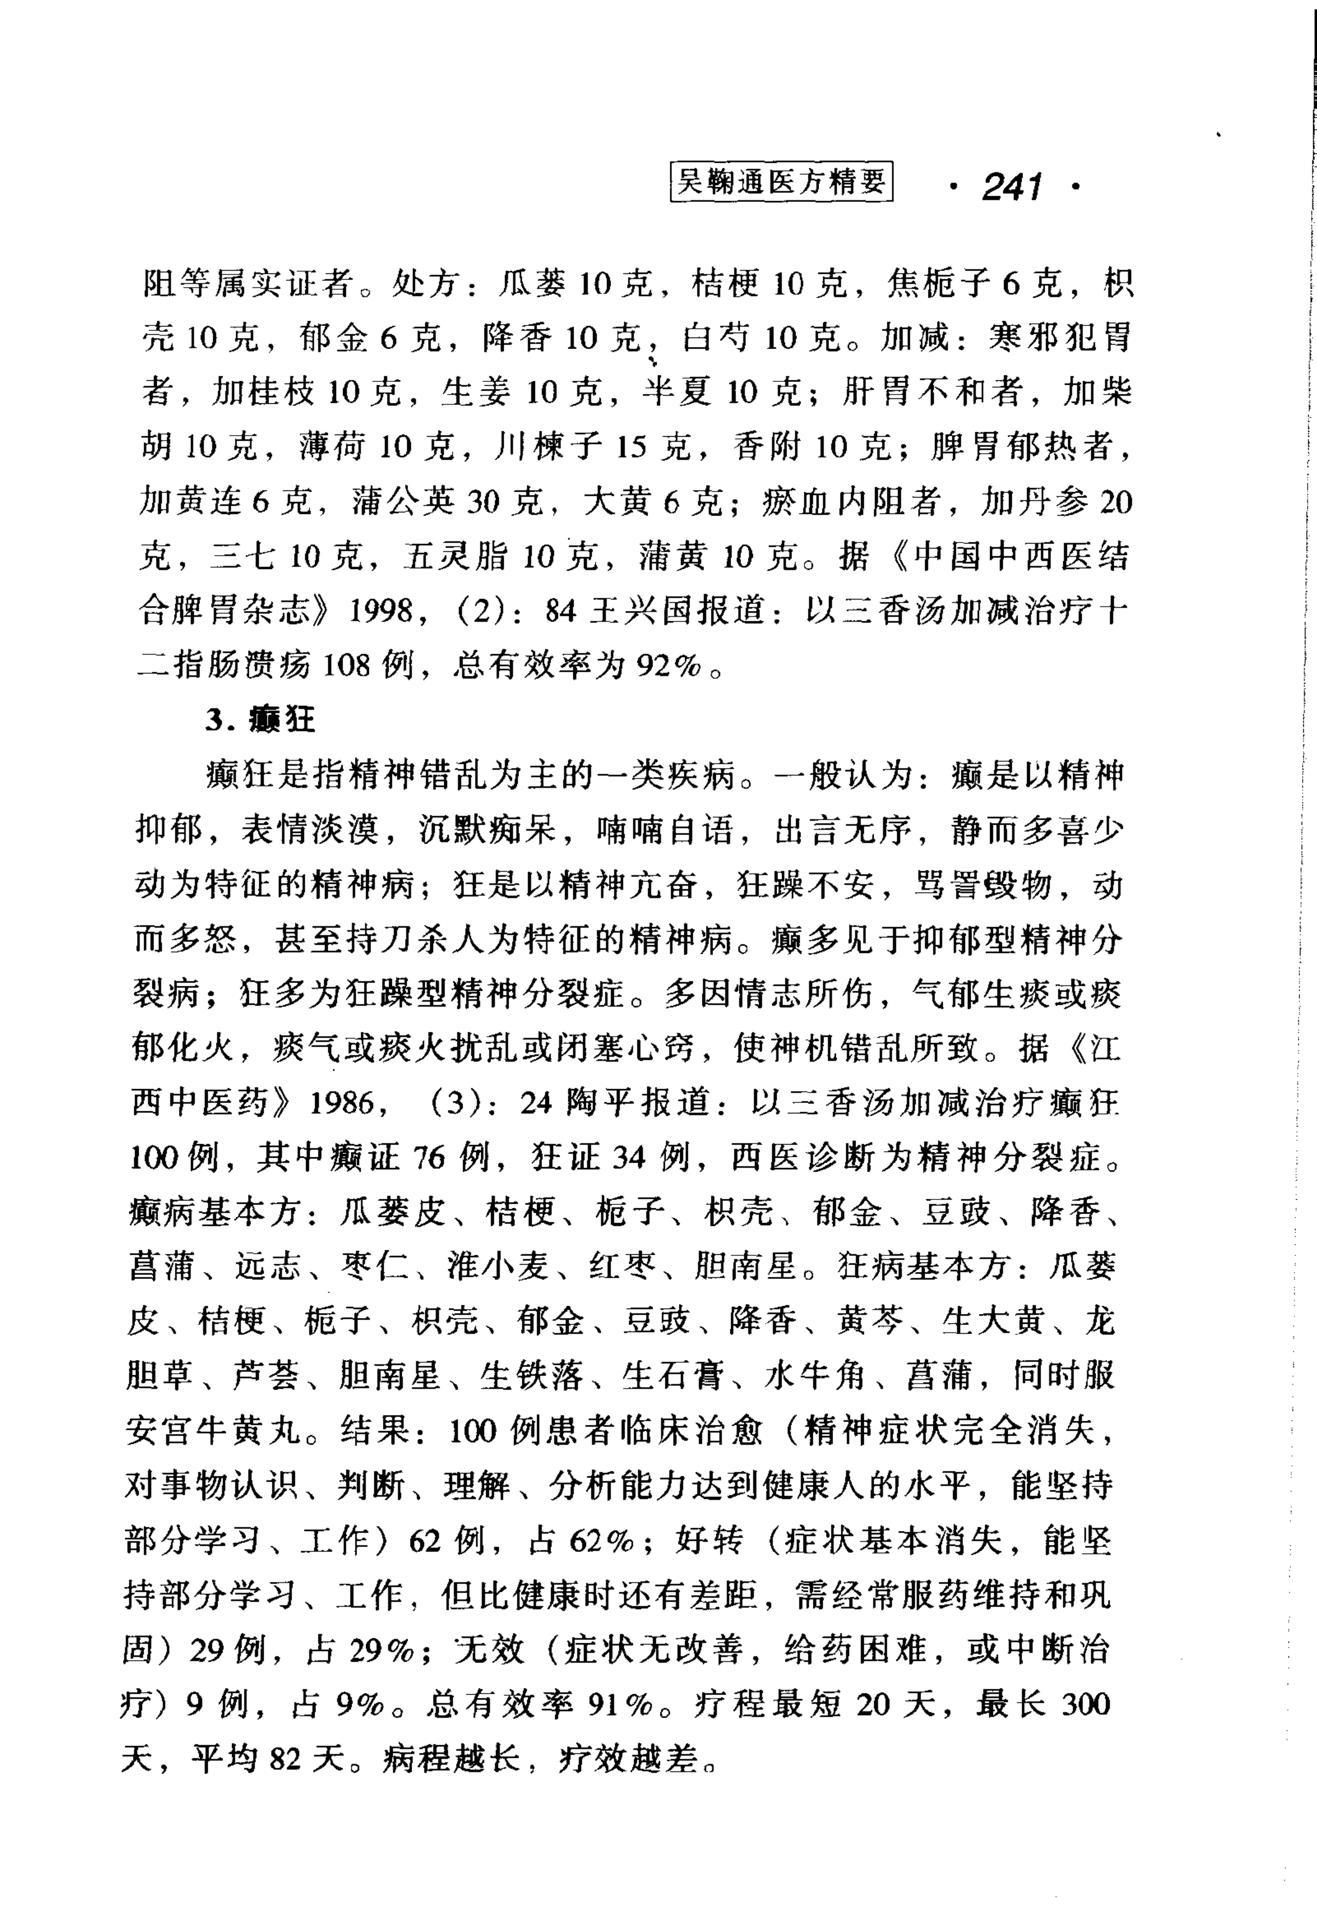 吴鞠通医方精要 · 241 ·
阻等属实证者。处方：瓜蒌 10 克，桔梗 10 克，焦栀子 6 克，枳
壳 10 克，郁金 6 克，降香 10 克，白芍 10 克。加减：寒邪犯胃
者，加桂枝 10 克，生姜 10 克，半夏 10 克；肝胃不和者，加柴
胡 10 克，薄荷 10 克，川楝子 15 克，香附 10 克；脾胃郁热者，
加黄连 6 克，蒲公英 30 克，大黄 6 克；瘀血内阻者，加丹参 20
克，三七 10 克，五灵脂 10 克，蒲黄 10 克。据《中国中西医结
合脾胃杂志》1998，(2)：84 王兴国报道：以三香汤加减治疗十
二指肠溃疡 108 例，总有效率为 92%。
3. 癫狂
癫狂是指精神错乱为主的一类疾病。一般认为：癫是以精神
抑郁，表情淡漠，沉默痴呆，喃喃自语，出言无序，静而多喜少
动为特征的精神病；狂是以精神亢奋，狂躁不安，骂詈毁物，动
而多怒，甚至持刀杀人为特征的精神病。癫多见于抑郁型精神分
裂病；狂多为狂躁型精神分裂症。多因情志所伤，气郁生痰或痰
郁化火，痰气或痰火扰乱或闭塞心窍，使神机错乱所致。据《江
西中医药》1986，(3)：24 陶平报道：以三香汤加减治疗癫狂
100 例，其中癫证 76 例，狂证 34 例，西医诊断为精神分裂症。
癫病基本方：瓜蒌皮、桔梗、栀子、枳壳、郁金、豆豉、降香、
菖蒲、远志、枣仁、淮小麦、红枣、胆南星。狂病基本方：瓜蒌
皮、桔梗、栀子、枳壳、郁金、豆豉、降香、黄芩、生大黄、龙
胆草、芦荟、胆南星、生铁落、生石膏、水牛角、菖蒲，同时服
安宫牛黄丸。结果：100 例患者临床治愈（精神症状完全消失，
对事物认识、判断、理解、分析能力达到健康人的水平，能坚持
部分学习、工作）62 例，占 62%；好转（症状基本消失，能坚
持部分学习、工作，但比健康时还有差距，需经常服药维持和巩
固）29 例，占 29%；无效（症状无改善，给药困难，或中断治
疗）9 例，占 9%。总有效率 91%。疗程最短 20 天，最长 300
天，平均 82 天。病程越长，疗效越差。